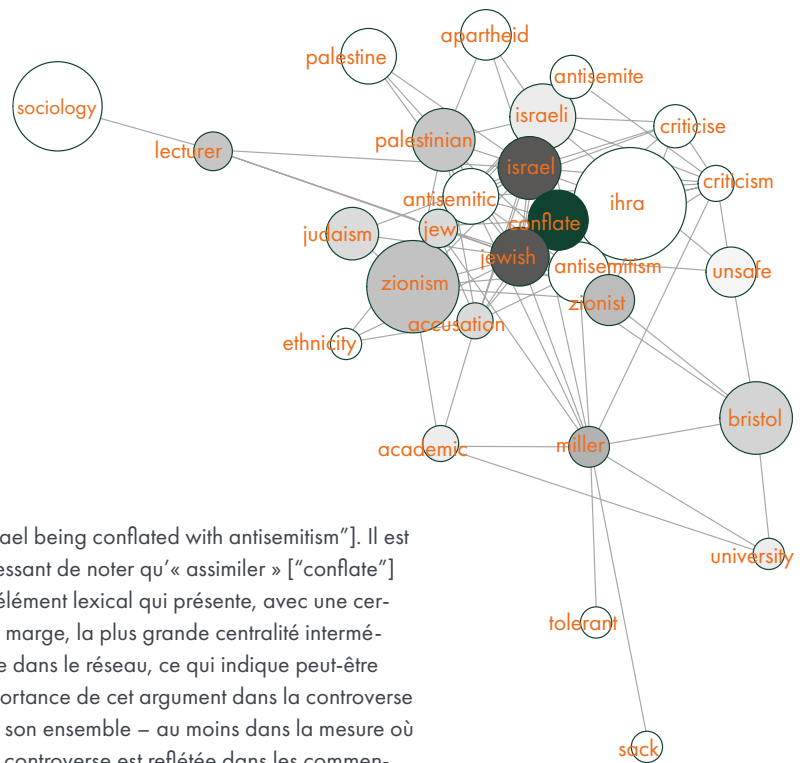 apartheid
palestine
antisemite
sociology
israeli
criticise
palestinian
lecturer
israel
criticism
antisemitic
ihra
conflate
judaism
jew
jewish
antisemitism
unsafe
zionism
zionist
accusation
ethnicity
bristol
academic
miller
university
tolerant
sack
ael being conflated with antisemitism”]. Il est
essant de noter qu’« assimiler » [“conflate”]
élément lexical qui présente, avec une cer-
marge, la plus grande centralité intermé-
e dans le réseau, ce qui indique peut-être
ortance de cet argument dans la controverse
son ensemble – au moins dans la mesure où
controverse est reflétée dans les commen-